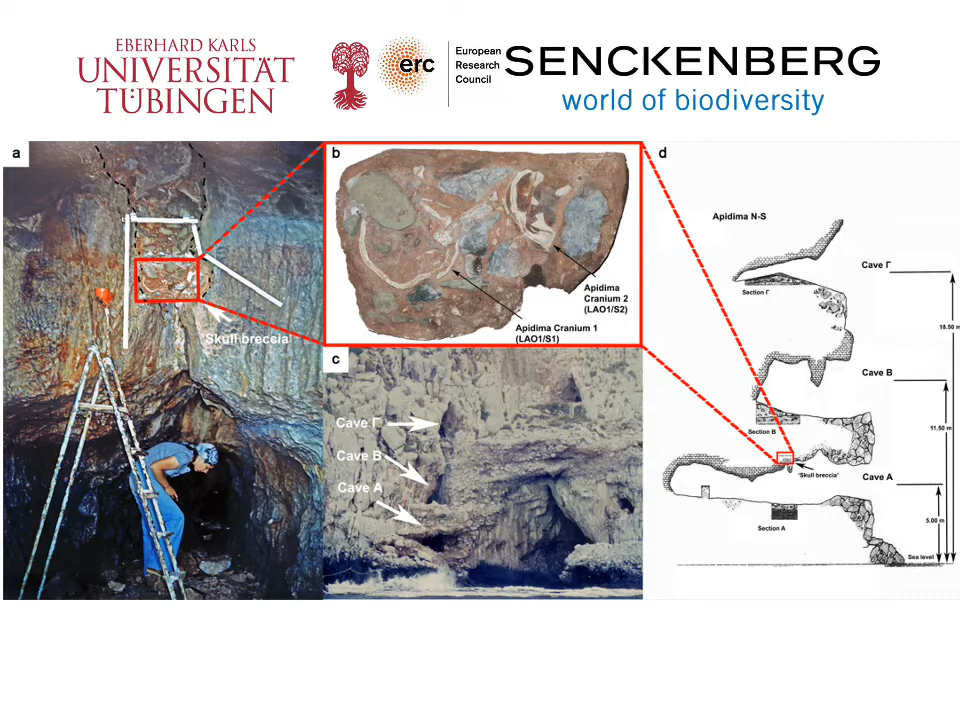 EBERHARD KARLS
UNIVERSITÄT
TÜBINGEN
erc
European
Research
Council
SENCKENBERG
world of biodiversity
a
'Skull breccia'
b
Apidima
Cranium 2
(LAO1/S2)
Apidima Cranium 1
(LAO1/S1)
c
Cave Γ
Cave B
Cave A
d
Apidima N-S
Cave Γ
Section Γ
18.50 m
Cave B
11.50 m
Section B
'Skull breccia'
Cave A
5.00 m
Section A
Sea level